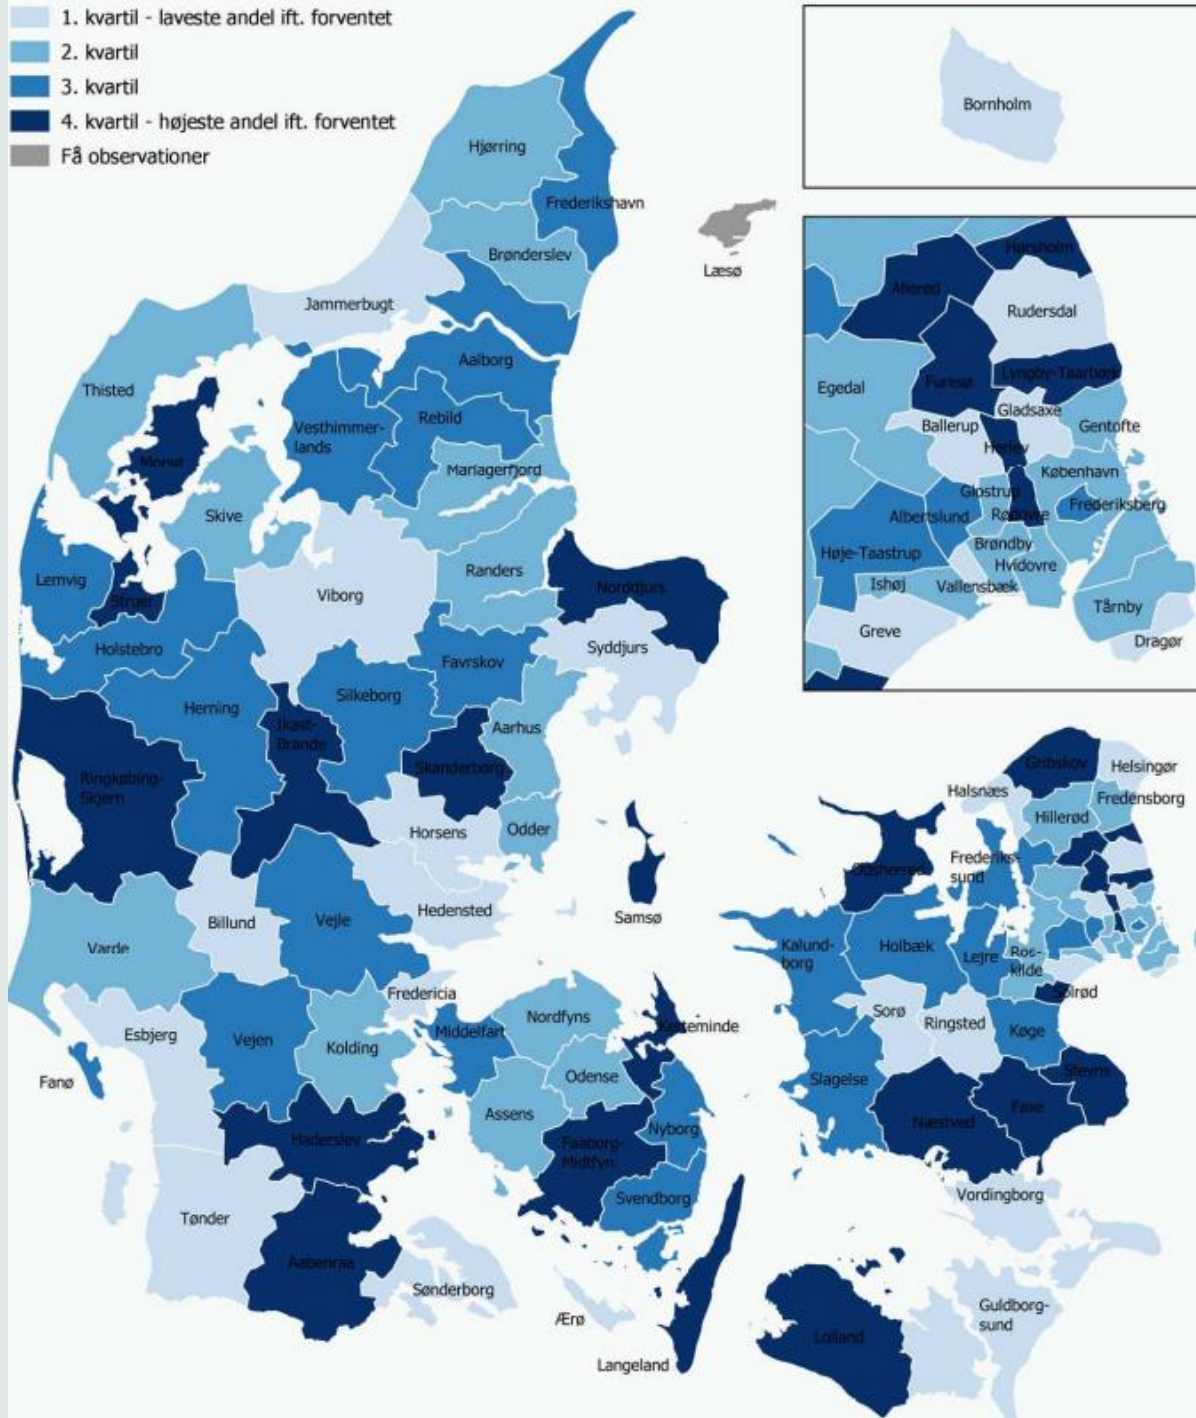 1. kvartil - laveste andel ift. forventet
2. kvartil
3. kvartil
4. kvartil - højeste andel ift. forventet
Få observationer
Bornholm
Hjørring
Frederikshavn
Brønderslev
Læsø
Jammerbugt
Aalborg
Thisted
Rebild
Vesthimmer-
lands
Morsø
Mariagerfjord
Skive
Lemvig
Struer
Viborg
Randers
Norddjurs
Holstebro
Favrskov
Syddjurs
Herning
Silkeborg
Ikast-
Brande
Aarhus
Skanderborg
Ringkøbing-
Skjern
Horsens
Odder
Samsø
Hedensted
Billund
Vejle
Varde
Fredericia
Esbjerg
Vejen
Kolding
Middelfart
Nordfyns
Kerteminde
Fanø
Odense
Assens
Nyborg
Haderslev
Faaborg-
Midtfyn
Svendborg
Tønder
Aabenraa
Sønderborg
Ærø
Langeland
Hørsholm
Allerød
Rudersdal
Furesø
Lyngby-Taarbæk
Egedal
Gladsaxe
Ballerup
Gentofte
Herlev
København
Glostrup
Frederiksberg
Albertslund
Rødovre
Høje-Taastrup
Brøndby
Hvidovre
Ishøj
Vallensbæk
Tårnby
Greve
Dragør
Gribskov
Helsingør
Halsnæs
Fredensborg
Hillerød
Odsherred
Frederiks-
sund
Kalund-
borg
Holbæk
Lejre
Ros-
kilde
Solrød
Sorø
Ringsted
Køge
Slagelse
Stevns
Næstved
Faxe
Vordingborg
Guldborg-
sund
Lolland